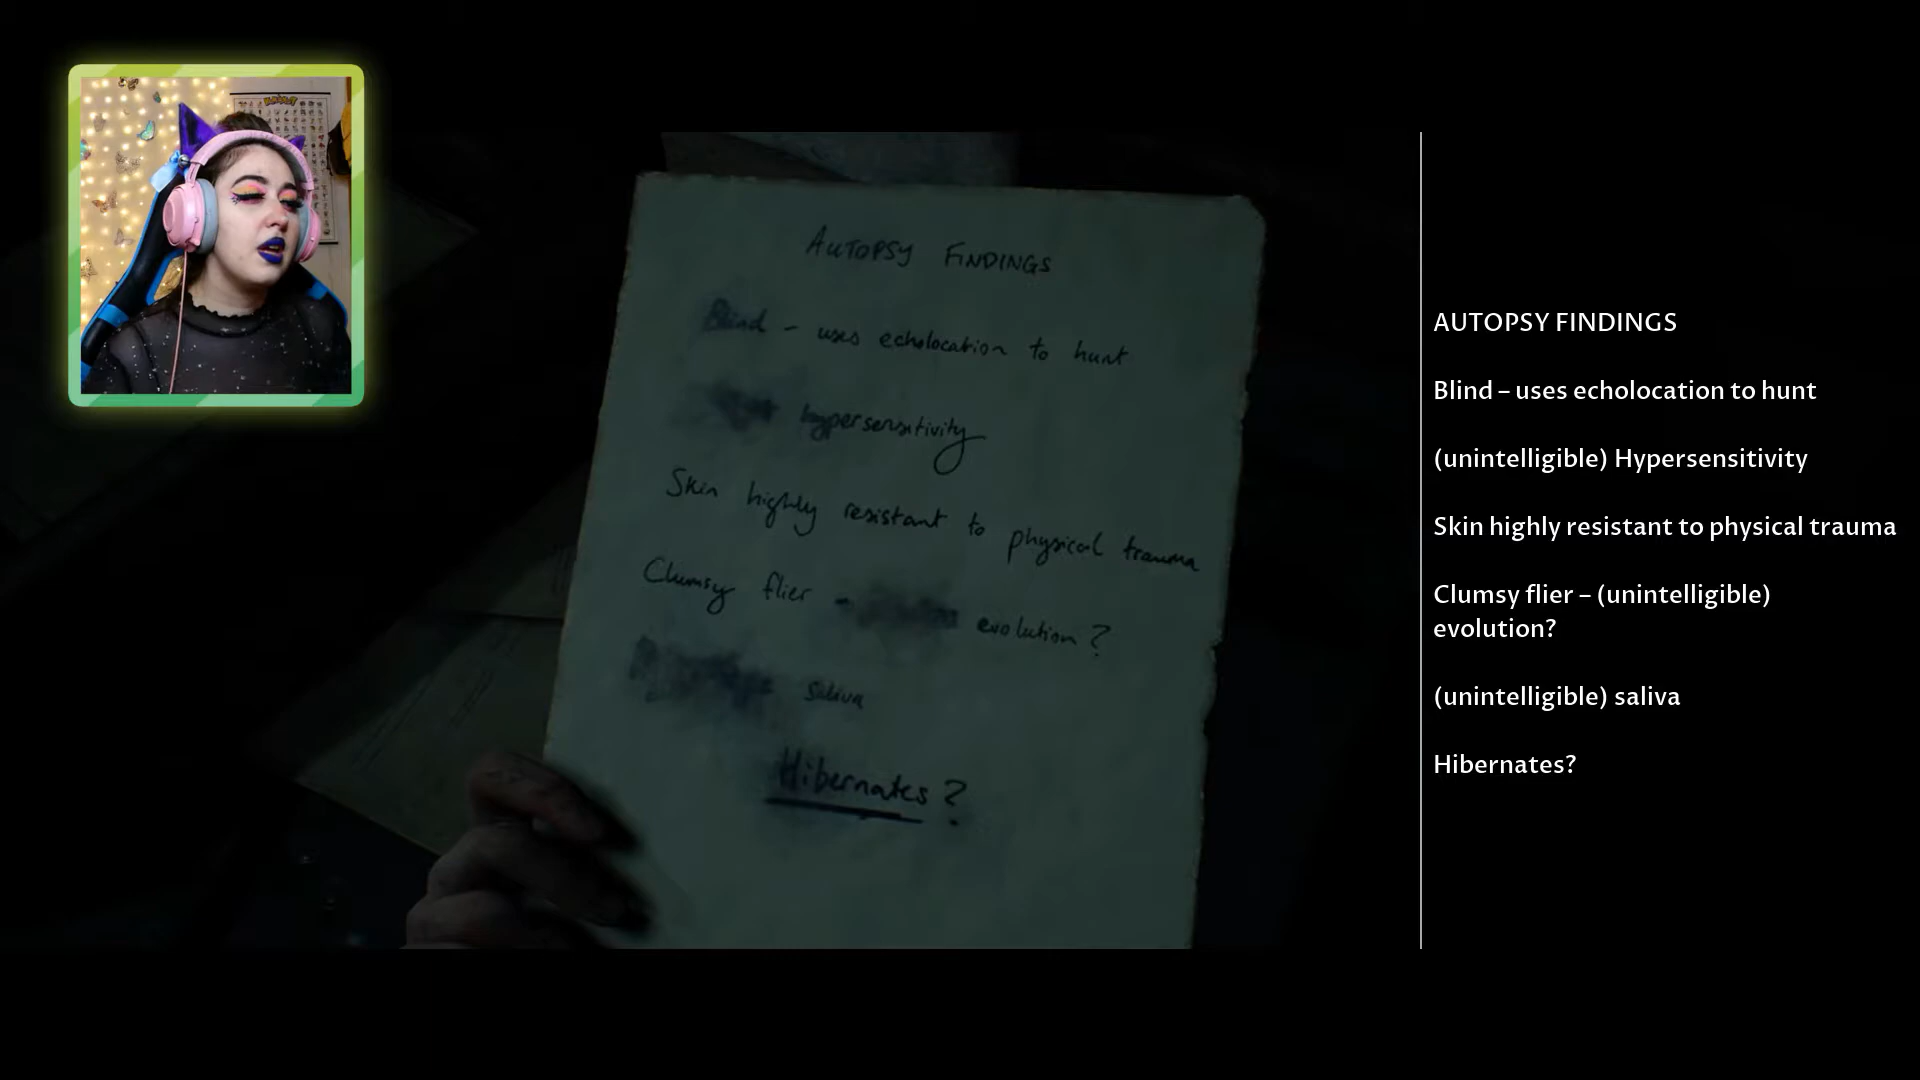 AUTOPSY FINDINGS
Blind - uses echolocation to hunt
hypersensitivity
Skin highly resistant to physical trauma
Clumsy flier - evolution?
saliva
Hibernates?
AUTOPSY FINDINGS
Blind – uses echolocation to hunt
(unintelligible) Hypersensitivity
Skin highly resistant to physical trauma
Clumsy flier – (unintelligible)
evolution?
(unintelligible) saliva
Hibernates?